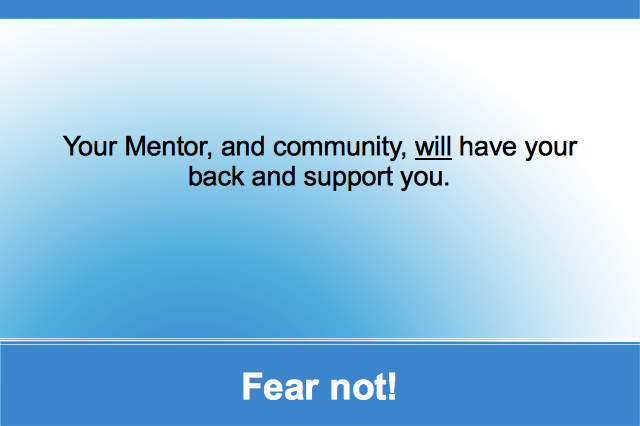 Your Mentor, and community, will have your
back and support you.
Fear not!